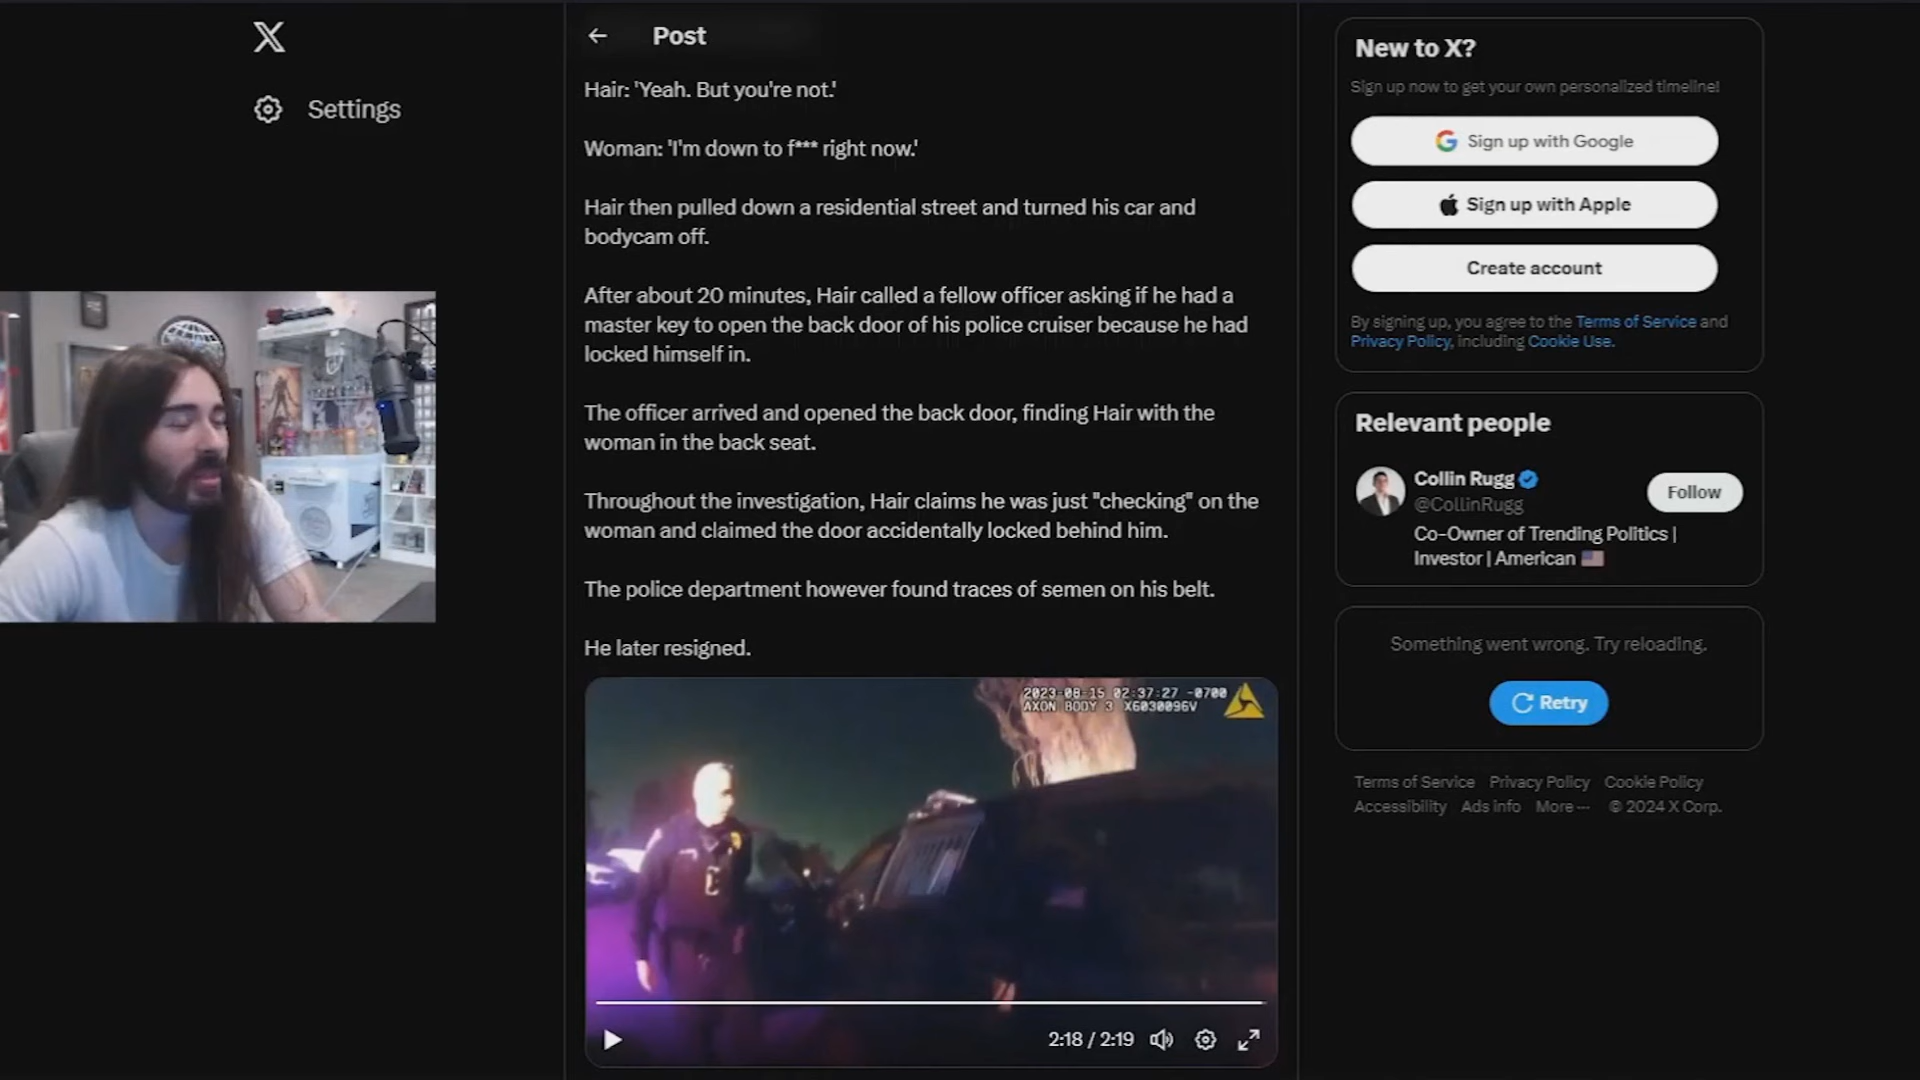 Post
Settings
Hair: 'Yeah. But you're not.'
Woman: 'I'm down to f*** right now.'
Hair then pulled down a residential street and turned his car and
bodycam off.
After about 20 minutes, Hair called a fellow officer asking if he had a
master key to open the back door of his police cruiser because he had
locked himself in.
The officer arrived and opened the back door, finding Hair with the
woman in the back seat.
Throughout the investigation, Hair claims he was just "checking" on the
woman and claimed the door accidentally locked behind him.
The police department however found traces of semen on his belt.
He later resigned.
2023-08-15 02:37:27 -0700
AXON BODY 3 X6030096V
2:18 / 2:19
New to X?
Sign up now to get your own personalized timeline!
Sign up with Google
Sign up with Apple
Create account
By signing up, you agree to the Terms of Service and
Privacy Policy, including Cookie Use.
Relevant people
Collin Rugg
@CollinRugg
Follow
Co-Owner of Trending Politics |
Investor | American
Something went wrong. Try reloading.
Retry
Terms of Service Privacy Policy Cookie Policy
Accessibility Ads info More ··· © 2024 X Corp.